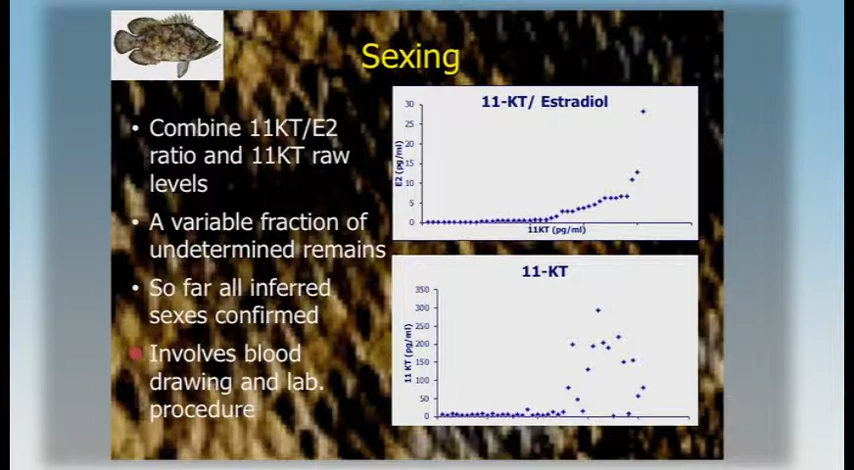 Sexing
• Combine 11KT/E2
ratio and 11KT raw
levels
• A variable fraction of
undetermined remains
• So far all inferred
sexes confirmed
• Involves blood
drawing and lab.
procedure
11-KT/ Estradiol
E2 (pg/ml)
30
25
20
15
10
5
0
11KT (pg/ml)
11-KT
11 KT (pg/ml)
350
300
250
200
150
100
50
0